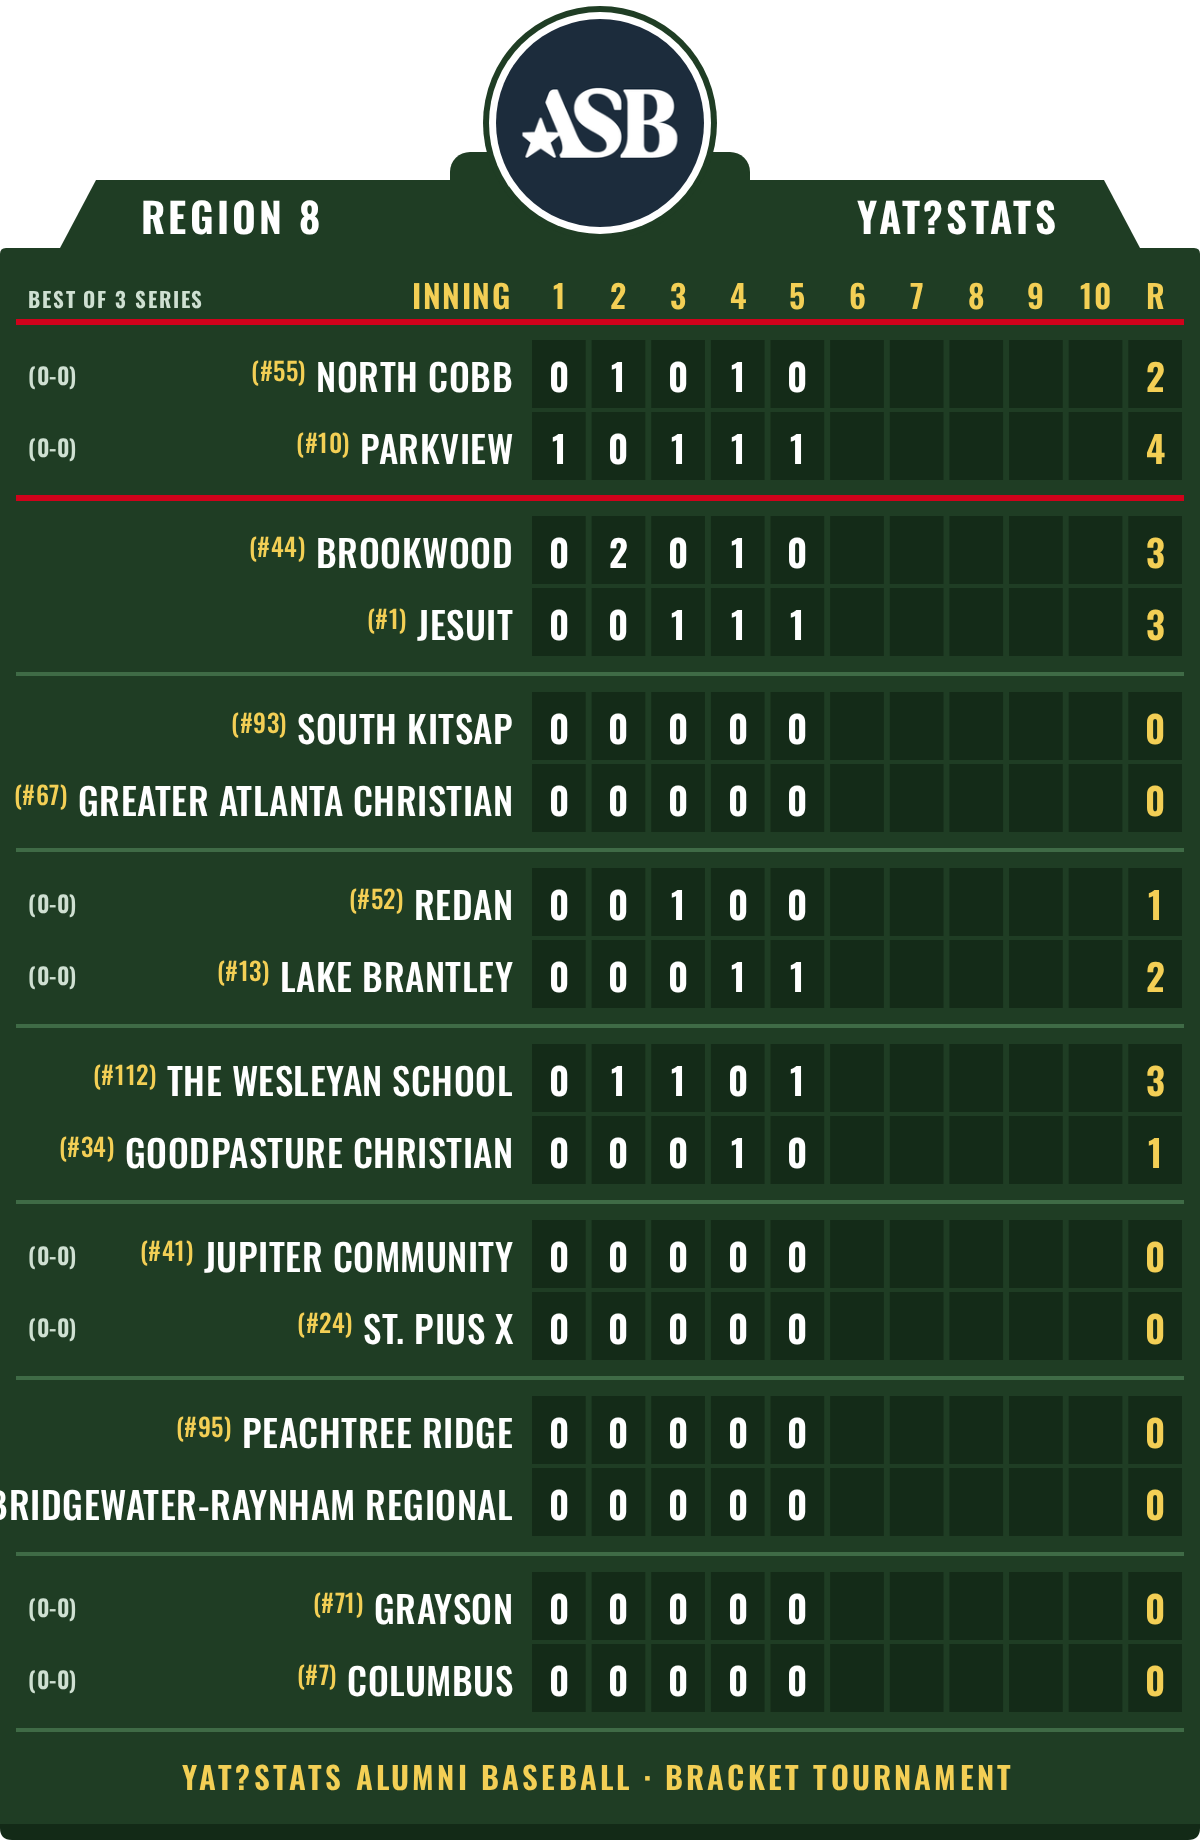 ASB
REGION 8 YAT?STATS
BEST OF 3 SERIES INNING 1 2 3 4 5 6 7 8 9 10 R
(0-0) (#55) NORTH COBB 0 1 0 1 0 2
(0-0) (#10) PARKVIEW 1 0 1 1 1 4
(#44) BROOKWOOD 0 2 0 1 0 3
(#1) JESUIT 0 0 1 1 1 3
(#93) SOUTH KITSAP 0 0 0 0 0 0
(#67) GREATER ATLANTA CHRISTIAN 0 0 0 0 0 0
(0-0) (#52) REDAN 0 0 1 0 0 1
(0-0) (#13) LAKE BRANTLEY 0 0 0 1 1 2
(#112) THE WESLEYAN SCHOOL 0 1 1 0 1 3
(#34) GOODPASTURE CHRISTIAN 0 0 0 1 0 1
(0-0) (#41) JUPITER COMMUNITY 0 0 0 0 0 0
(0-0) (#24) ST. PIUS X 0 0 0 0 0 0
(#95) PEACHTREE RIDGE 0 0 0 0 0 0
BRIDGEWATER-RAYNHAM REGIONAL 0 0 0 0 0 0
(0-0) (#71) GRAYSON 0 0 0 0 0 0
(0-0) (#7) COLUMBUS 0 0 0 0 0 0
YAT?STATS ALUMNI BASEBALL · BRACKET TOURNAMENT